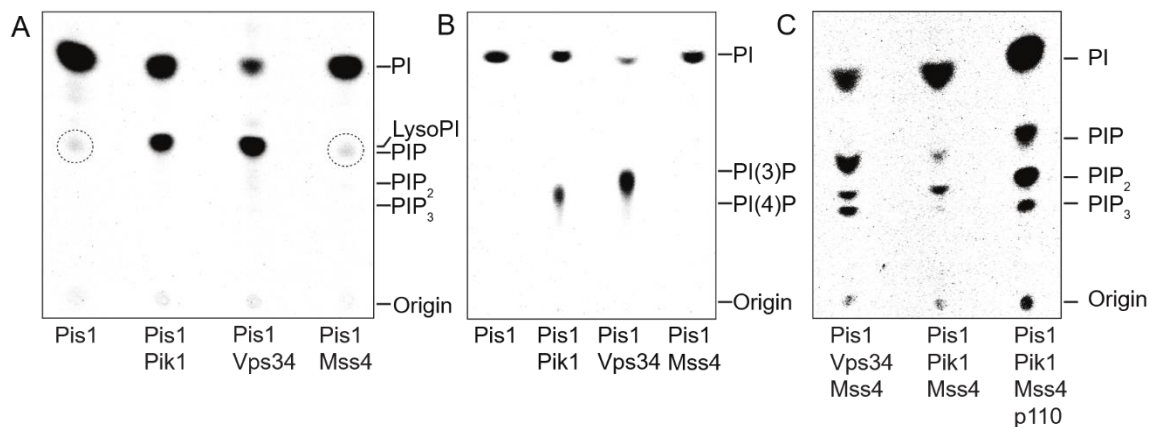 A
PI
LysoPI
PIP
PIP2
PIP3
Origin
Pis1
Pis1
Pik1
Pis1
Vps34
Pis1
Mss4
B
PI
PI(3)P
PI(4)P
Origin
Pis1
Pis1
Pik1
Pis1
Vps34
Pis1
Mss4
C
PI
PIP
PIP2
PIP3
Origin
Pis1
Vps34
Mss4
Pis1
Pik1
Mss4
Pis1
Pik1
Mss4
p110